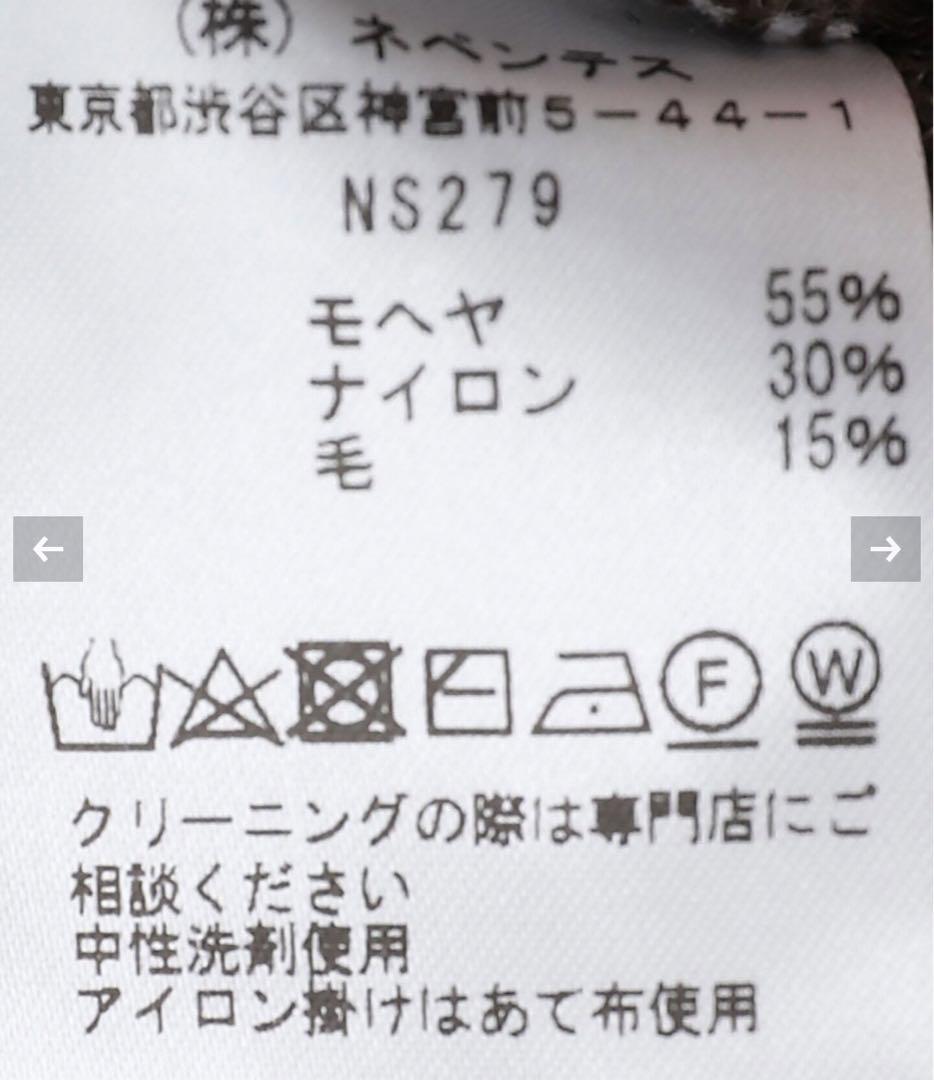 (株) ネペンテス
東京都渋谷区神宮前5-44-1
NS279
モヘヤ 55%
ナイロン 30%
毛 15%
F W
クリーニングの際は専門店にご
相談ください
中性洗剤使用
アイロン掛けはあて布使用